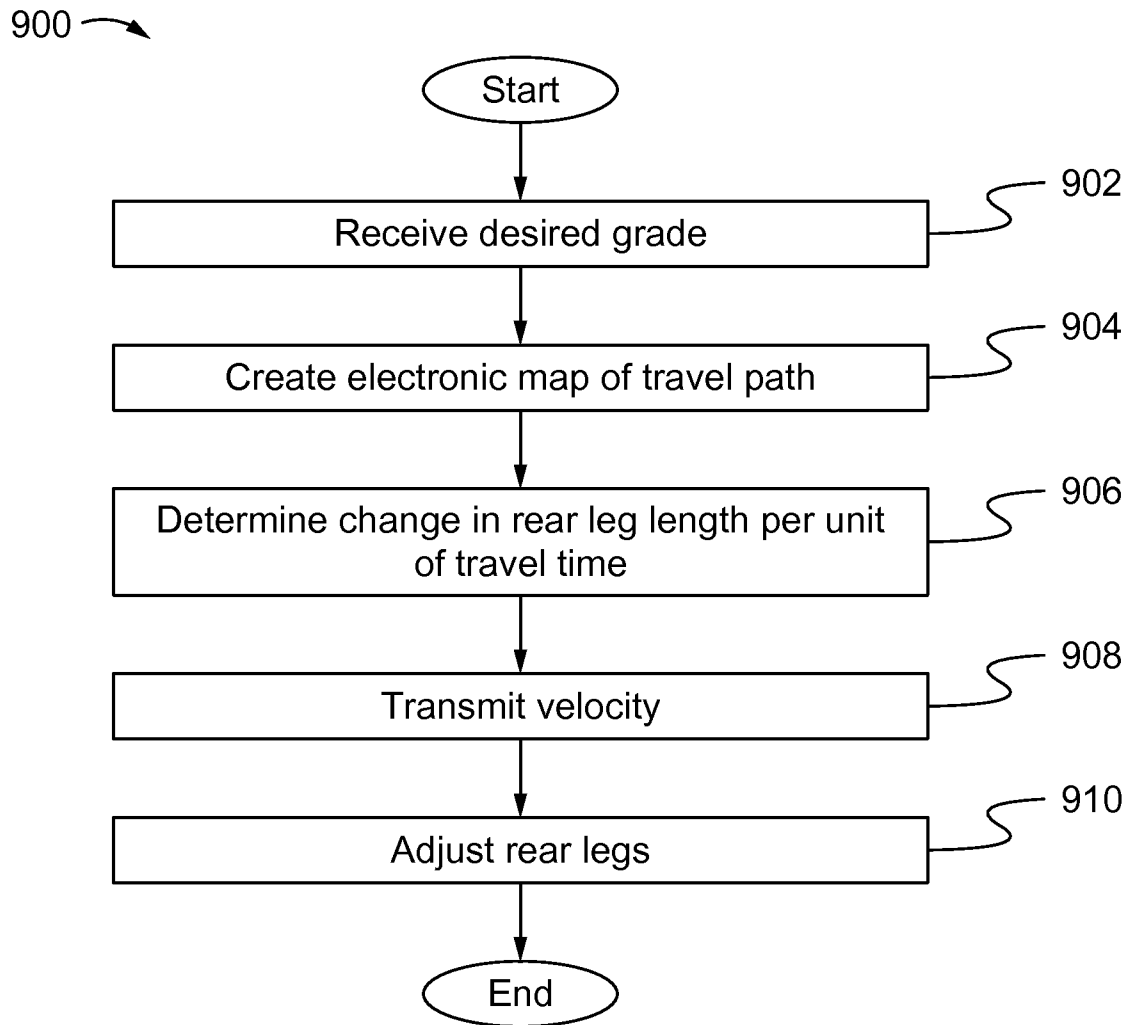 900
Start
902
Receive desired grade
904
Create electronic map of travel path
906
Determine change in rear leg length per unit
of travel time
908
Transmit velocity
910
Adjust rear legs
End